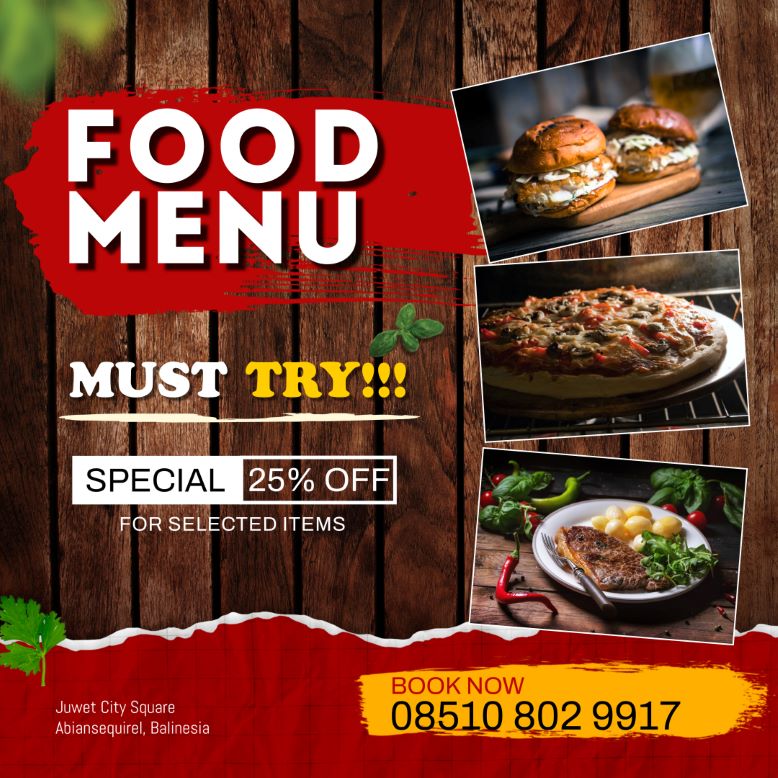 FOOD
MENU
MUST TRY!!!
SPECIAL 25% OFF
FOR SELECTED ITEMS
Juwet City Square
Abiansequirel, Balinesia
BOOK NOW
08510 802 9917